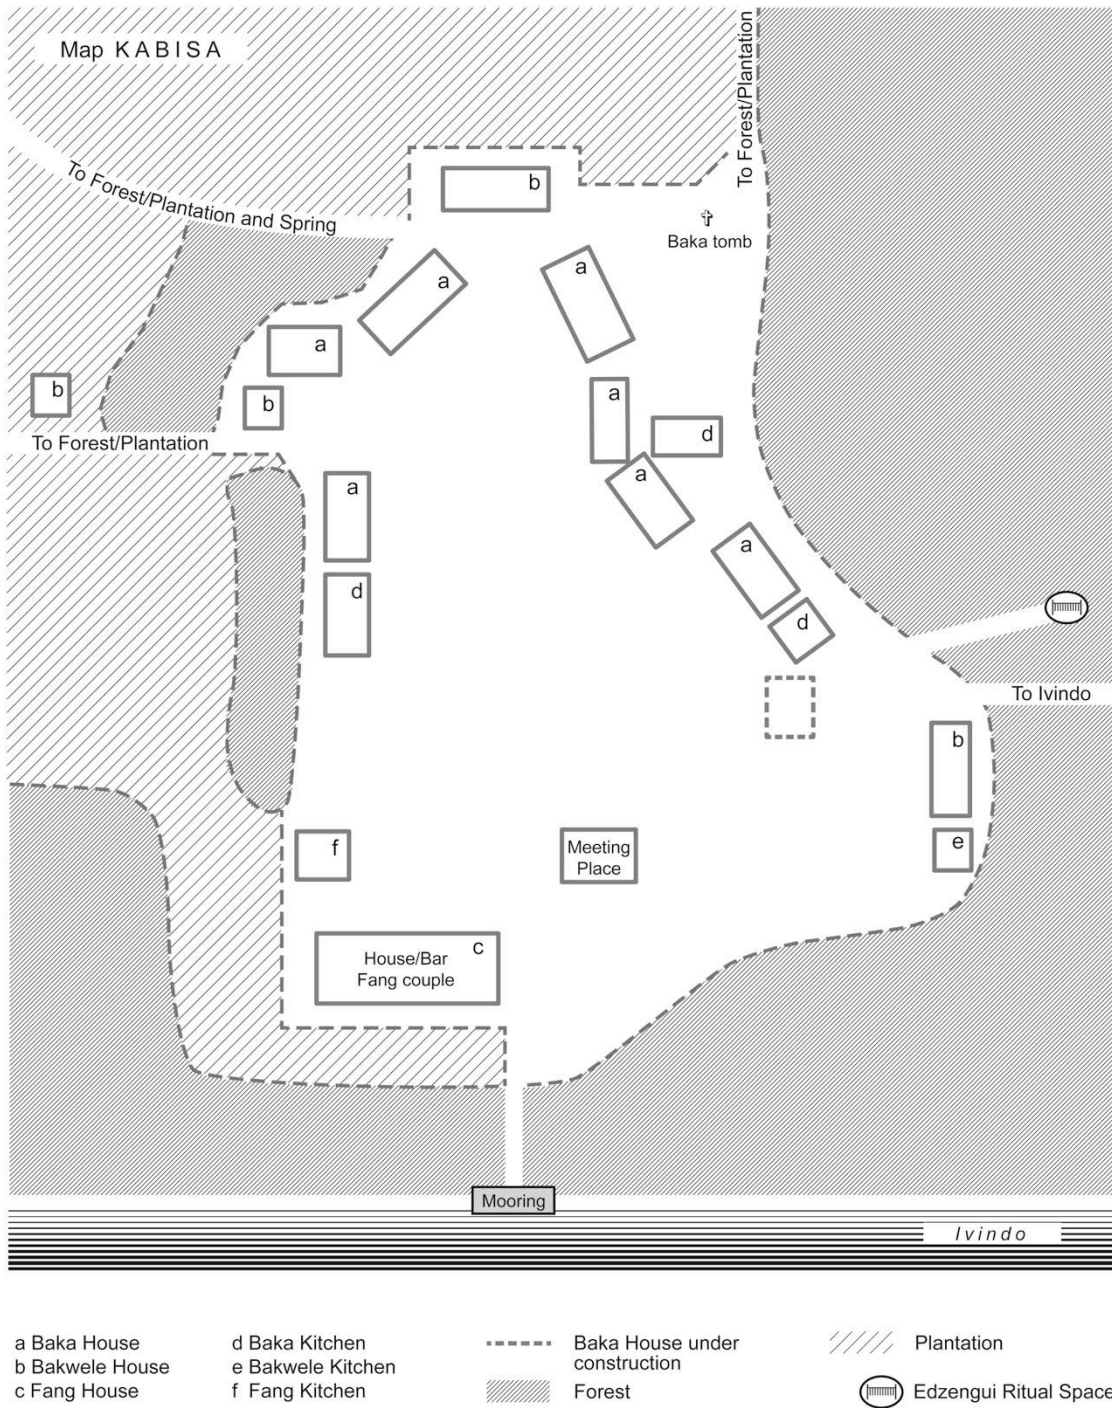 Map KABISA
To Forest/Plantation
To Forest/Plantation and Spring
b
Baka tomb
a
a
a
b
b
To Forest/Plantation
a
d
a
a
a
d
d
To Ivindo
b
e
f
Meeting
Place
c
House/Bar
Fang couple
Mooring
Ivindo
a Baka House
b Bakwele House
c Fang House
d Baka Kitchen
e Bakwele Kitchen
f Fang Kitchen
Baka House under
construction
Forest
Plantation
Edzengui Ritual Space